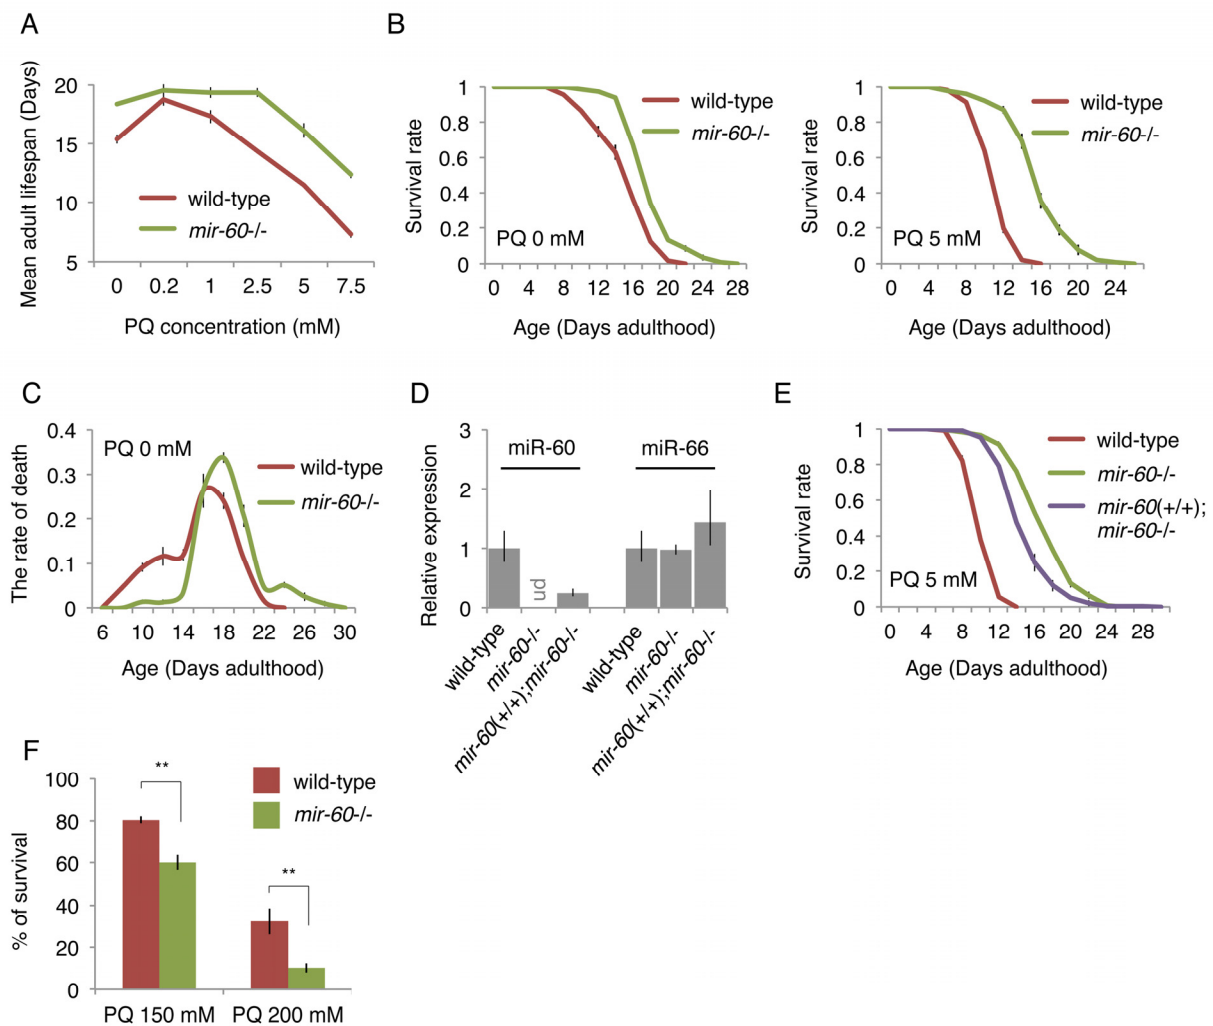 A
Mean adult lifespan (Days)
20
15
10
5
wild-type
mir-60-/-
0 0.2 1 2.5 5 7.5
PQ concentration (mM)
B
Survival rate
1
0.8
0.6
0.4
0.2
0
wild-type
mir-60-/-
PQ 0 mM
0 4 8 12 16 20 24 28
Age (Days adulthood)
Survival rate
1
0.8
0.6
0.4
0.2
0
wild-type
mir-60-/-
PQ 5 mM
0 4 8 12 16 20 24
Age (Days adulthood)
C
The rate of death
0.4
0.3
0.2
0.1
0
PQ 0 mM
wild-type
mir-60-/-
6 10 14 18 22 26 30
Age (Days adulthood)
D
Relative expression
3
2
1
0
miR-60
miR-66
ud
wild-type
mir-60-/-
mir-60(+/+);mir-60-/-
wild-type
mir-60-/-
mir-60(+/+);mir-60-/-
E
Survival rate
1
0.8
0.6
0.4
0.2
0
wild-type
mir-60-/-
mir-60(+/+);
mir-60-/-
PQ 5 mM
0 4 8 12 16 20 24 28
Age (Days adulthood)
F
% of survival
100
80
60
40
20
0
**
**
wild-type
mir-60-/-
PQ 150 mM PQ 200 mM